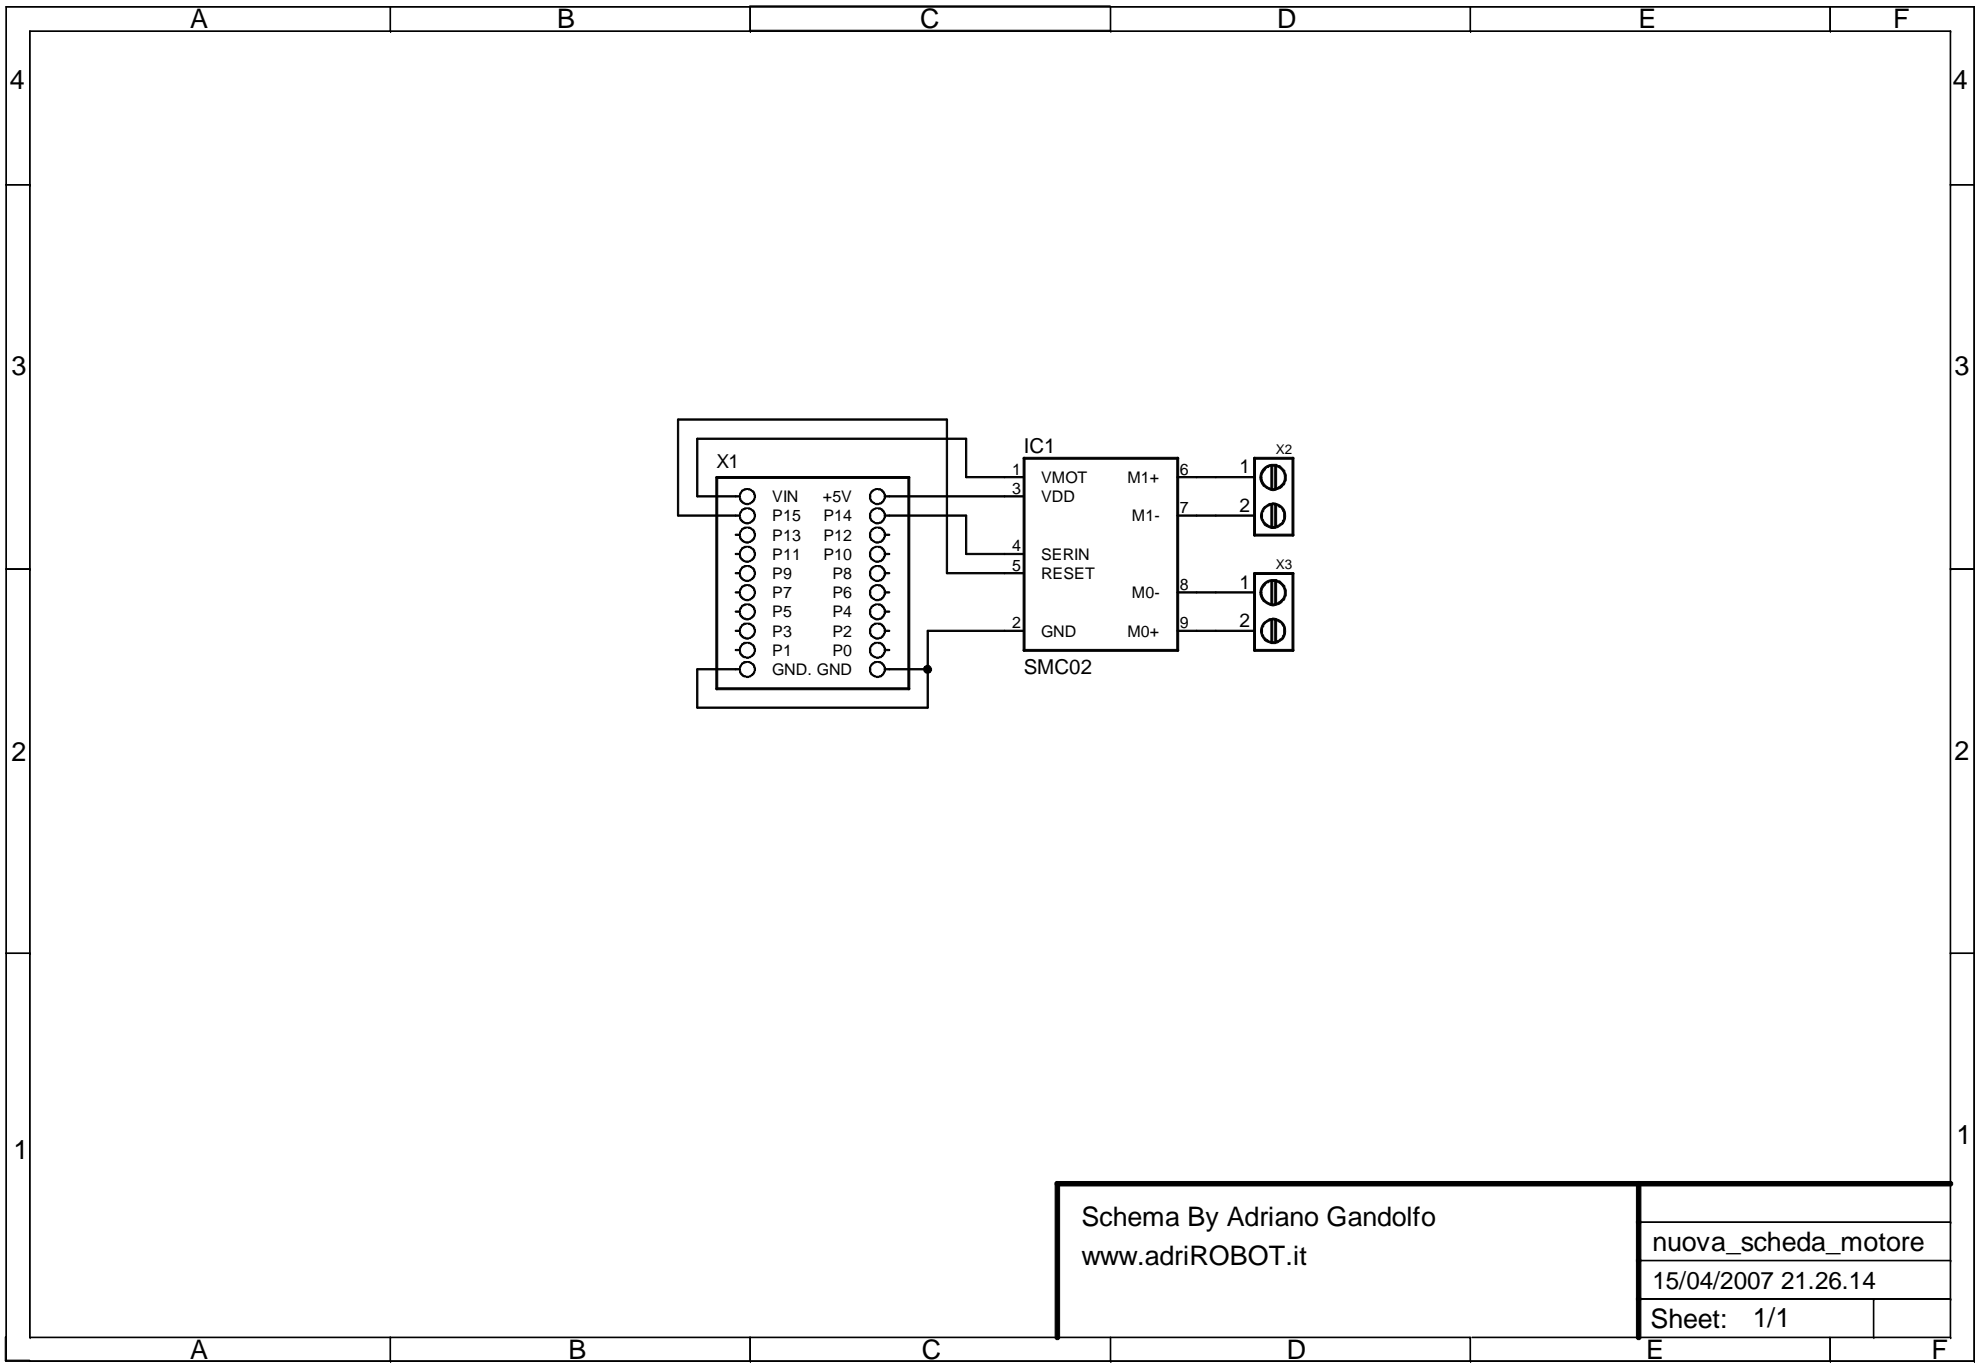 A B C D E F
4 4
3 3
2 2
1 1
X1
VIN +5V
P15 P14
P13 P12
P11 P10
P9 P8
P7 P6
P5 P4
P3 P2
P1 P0
GND. GND
IC1
1 VMOT M1+ 6
3 VDD
M1- 7
4 SERIN
5 RESET
M0- 8
2 GND M0+ 9
SMC02
X2
1
2
X3
1
2
Schema By Adriano Gandolfo
www.adriROBOT.it
nuova_scheda_motore
15/04/2007 21.26.14
Sheet: 1/1
A B C D E F